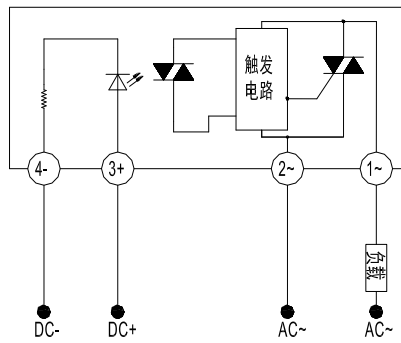 触发
电路
4- 3+ 2~ 1~
负载
DC- DC+ AC~ AC~